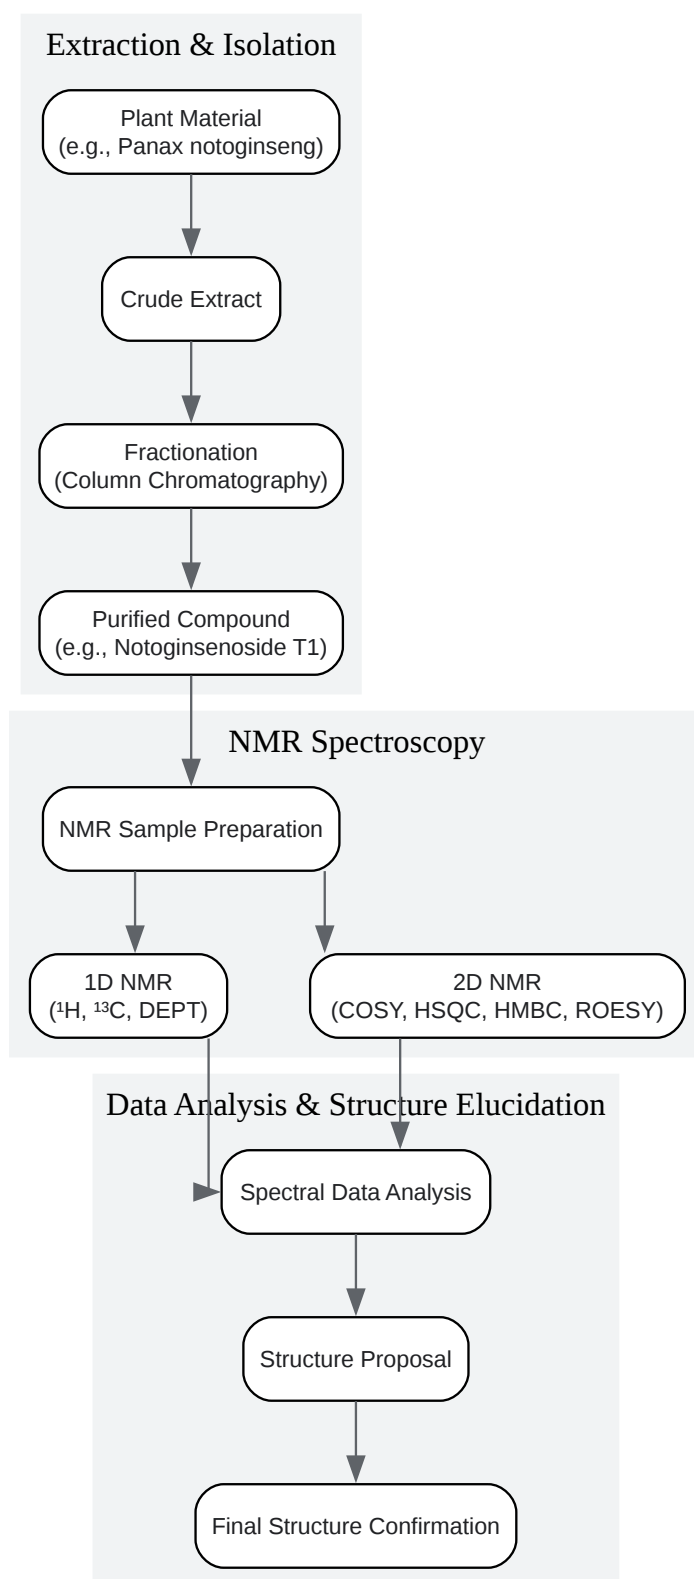 Extraction & Isolation
Plant Material
(e.g., Panax notoginseng)
Crude Extract
Fractionation
(Column Chromatography)
Purified Compound
(e.g., Notoginsenoside T1)
NMR Spectroscopy
NMR Sample Preparation
1D NMR
(¹H, ¹³C, DEPT)
2D NMR
(COSY, HSQC, HMBC, ROESY)
Data Analysis & Structure Elucidation
Spectral Data Analysis
Structure Proposal
Final Structure Confirmation